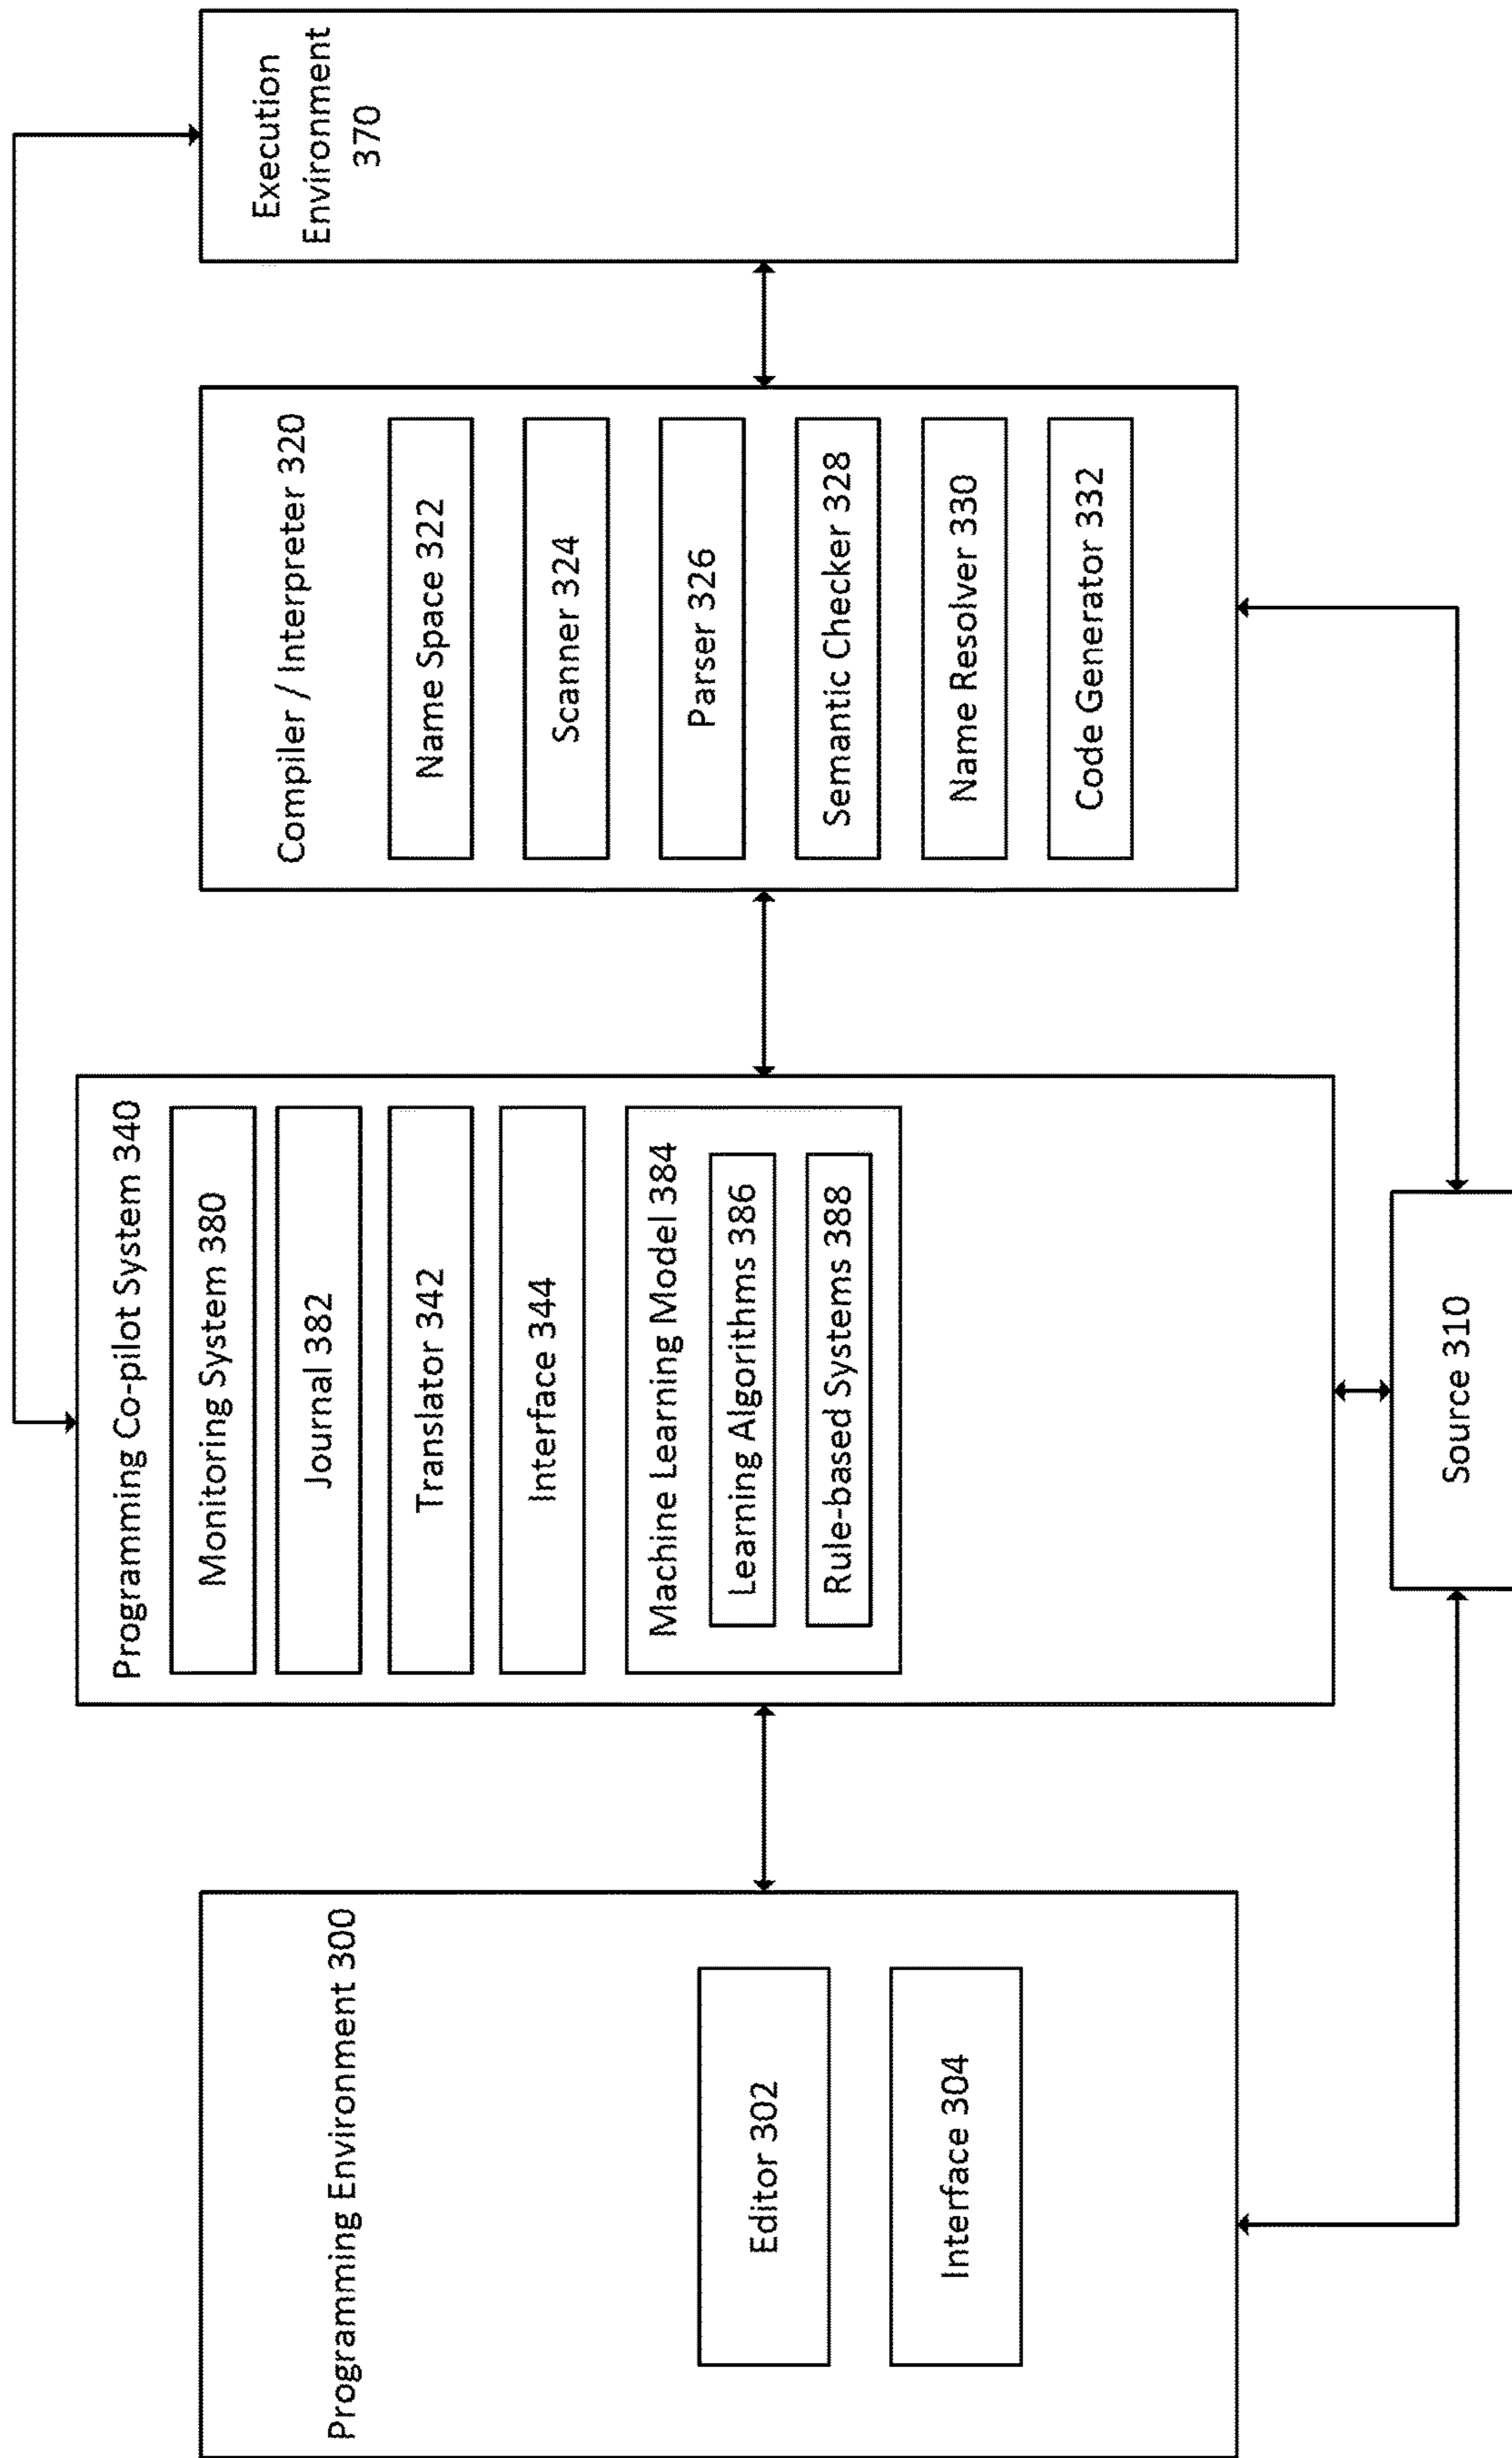 Programming Environment 300
Editor 302
Interface 304
Programming Co-pilot System 340
Monitoring System 380
Journal 382
Translator 342
Interface 344
Machine Learning Model 384
Learning Algorithms 386
Rule-based Systems 388
Compiler / Interpreter 320
Name Space 322
Scanner 324
Parser 326
Semantic Checker 328
Name Resolver 330
Code Generator 332
Execution
Environment
370
Source 310